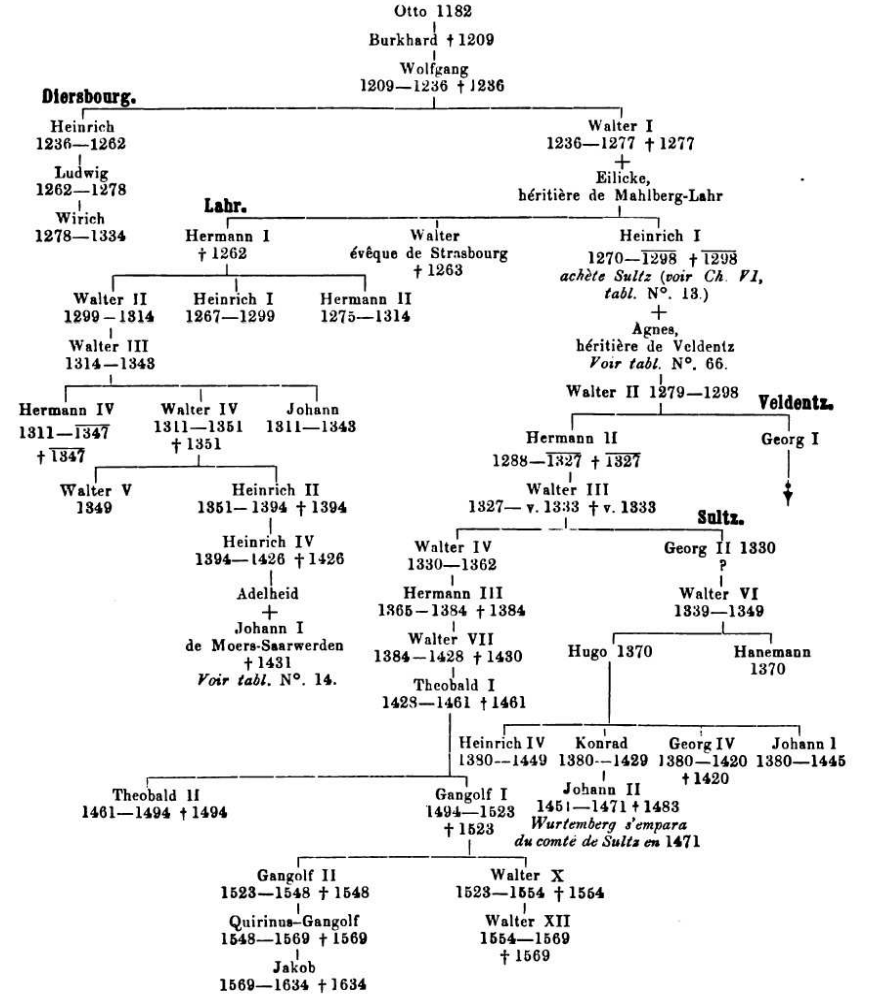 Otto 1182
Burkhard † 1209
Wolfgang
1209—1236 † 1236
Diersbourg.
Heinrich
1236—1262
Ludwig
1262—1278
Wirich
1278—1334
Walter I
1236—1277 † 1277
+
Eilicke,
héritière de Mahlberg-Lahr
Lahr.
Hermann I
† 1262
Walter
évêque de Strasbourg
† 1263
Heinrich I
1270—1298 † 1298
achète Sultz (voir Ch. VI,
tabl. N°. 13.)
+
Agnes,
héritière de Veldentz
Voir tabl. N°. 66.
Walter II
1299—1314
Heinrich I
1267—1299
Hermann II
1275—1314
Walter III
1314—1343
Hermann IV
1311—1347
† 1347
Walter IV
1311—1351
† 1351
Johann
1311—1343
Walter V
1349
Heinrich II
1351—1394 † 1394
Heinrich IV
1394—1426 † 1426
Adelheid
+
Johann I
de Moers-Saarwerden
† 1431
Voir tabl. N°. 14.
Walter II 1279—1298
Veldentz.
Hermann II
1288—1327 † 1327
Georg I
Walter III
1327— v. 1333 † v. 1333
Sultz.
Walter IV
1330—1362
Georg II 1330
?
Hermann III
1365—1384 † 1384
Walter VI
1339—1349
Walter VII
1384—1428 † 1430
Hugo 1370
Hanemann
1370
Theobald I
1428—1461 † 1461
Heinrich IV
1380—1449
Konrad
1380—1429
Georg IV
1380—1420
† 1420
Johann I
1380—1445
Theobald II
1461—1494 † 1494
Gangolf I
1494—1523
† 1523
Johann II
1451—1471 † 1483
Wurtemberg s'empara
du comté de Sultz en 1471
Gangolf II
1523—1548 † 1548
Walter X
1523—1554 † 1554
Quirinus-Gangolf
1548—1569 † 1569
Walter XII
1554—1569
† 1569
Jakob
1569—1634 † 1634